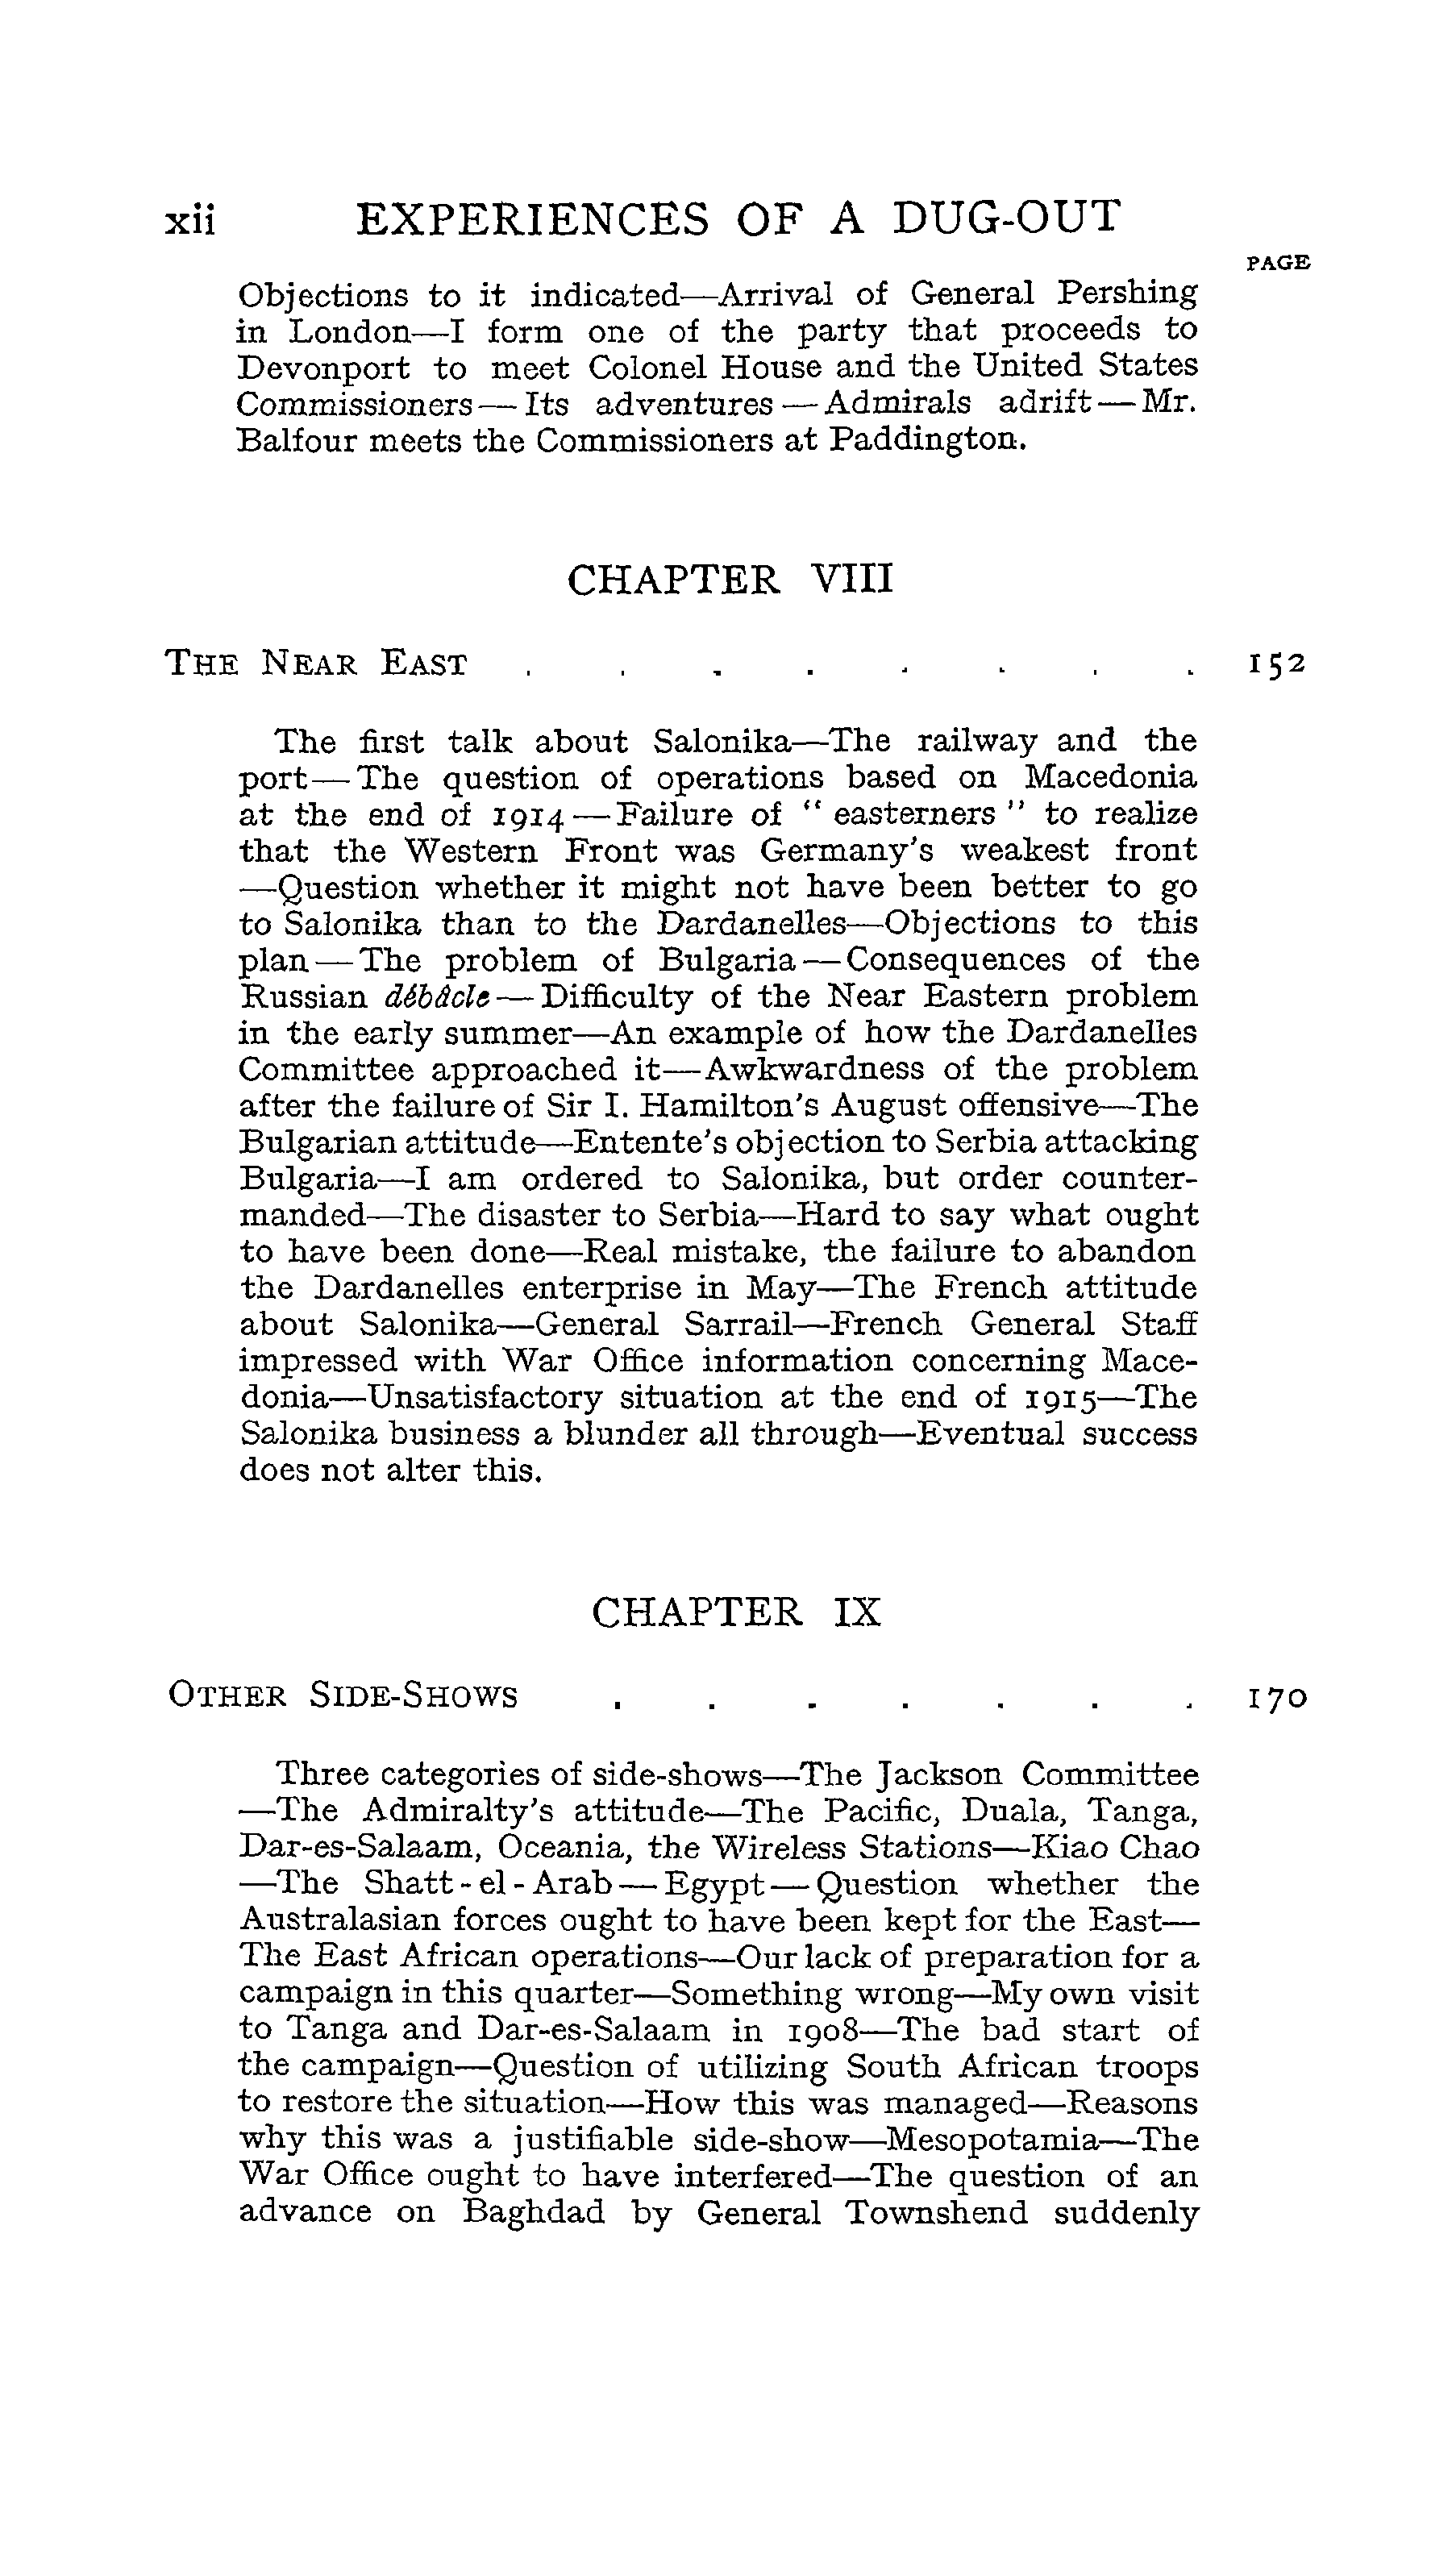 xii EXPERIENCES OF A DUG-OUT
PAGE
Objections to it indicated—Arrival of General Pershing
in London—I form one of the party that proceeds to
Devonport to meet Colonel House and the United States
Commissioners—Its adventures—Admirals adrift—Mr.
Balfour meets the Commissioners at Paddington.
CHAPTER VIII
THE NEAR EAST . . . . . . . . 152
The first talk about Salonika—The railway and the
port—The question of operations based on Macedonia
at the end of 1914—Failure of “ easterners ” to realize
that the Western Front was Germany's weakest front
—Question whether it might not have been better to go
to Salonika than to the Dardanelles—Objections to this
plan—The problem of Bulgaria—Consequences of the
Russian débâcle—Difficulty of the Near Eastern problem
in the early summer—An example of how the Dardanelles
Committee approached it—Awkwardness of the problem
after the failure of Sir I. Hamilton's August offensive—The
Bulgarian attitude—Entente's objection to Serbia attacking
Bulgaria—I am ordered to Salonika, but order counter-
manded—The disaster to Serbia—Hard to say what ought
to have been done—Real mistake, the failure to abandon
the Dardanelles enterprise in May—The French attitude
about Salonika—General Sarrail—French General Staff
impressed with War Office information concerning Mace-
donia—Unsatisfactory situation at the end of 1915—The
Salonika business a blunder all through—Eventual success
does not alter this.
CHAPTER IX
OTHER SIDE-SHOWS . . . . . . . 170
Three categories of side-shows—The Jackson Committee
—The Admiralty's attitude—The Pacific, Duala, Tanga,
Dar-es-Salaam, Oceania, the Wireless Stations—Kiao Chao
—The Shatt-el-Arab—Egypt—Question whether the
Australasian forces ought to have been kept for the East—
The East African operations—Our lack of preparation for a
campaign in this quarter—Something wrong—My own visit
to Tanga and Dar-es-Salaam in 1908—The bad start of
the campaign—Question of utilizing South African troops
to restore the situation—How this was managed—Reasons
why this was a justifiable side-show—Mesopotamia—The
War Office ought to have interfered—The question of an
advance on Baghdad by General Townshend suddenly